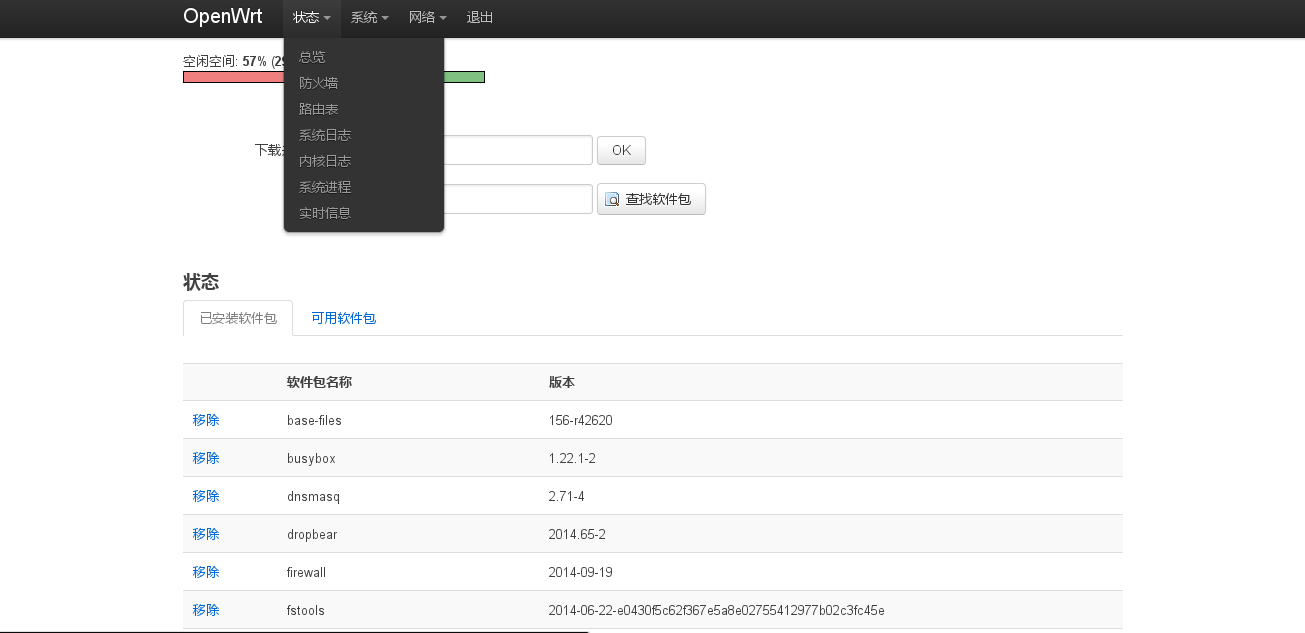 OpenWrt 状态 系统 网络 退出
总览
空闲空间: 57% (29
防火墙
路由表
系统日志
下载 OK
内核日志
系统进程
查找软件包
实时信息
状态
已安装软件包 可用软件包
软件包名称 版本
移除 base-files 156-r42620
移除 busybox 1.22.1-2
移除 dnsmasq 2.71-4
移除 dropbear 2014.65-2
移除 firewall 2014-09-19
移除 fstools 2014-06-22-e0430f5c62f367e5a8e02755412977b02c3fc45e